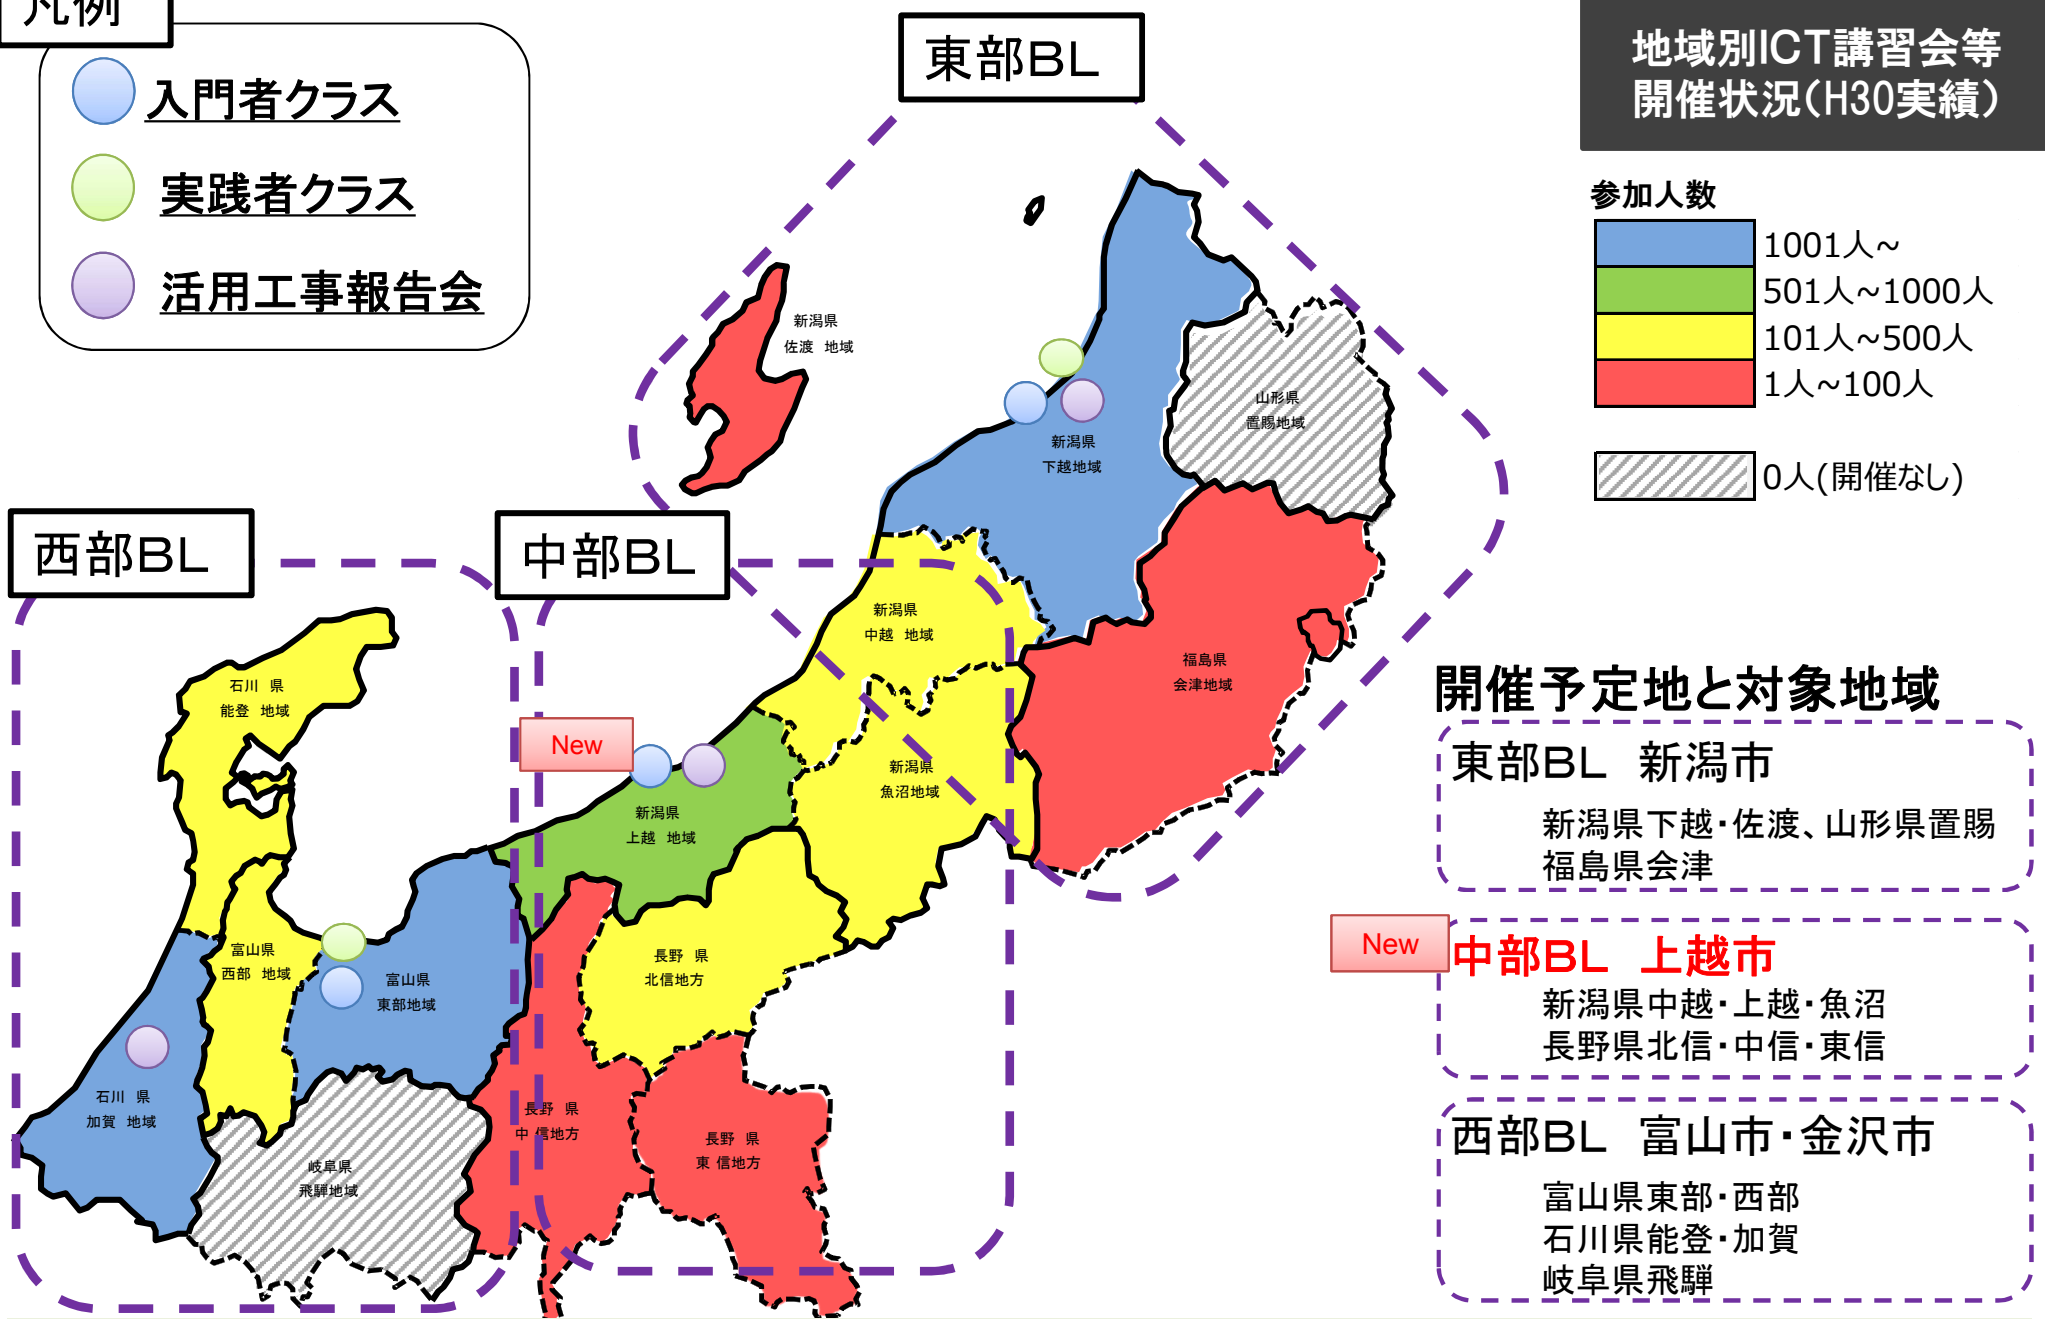 凡例
入門者クラス
実践者クラス
活用工事報告会
東部BL
地域別ICT講習会等
開催状況(H30実績)
参加人数
1001人~
501人~1000人
101人~500人
1人~100人
0人(開催なし)
新潟県
佐渡 地域
山形県
置賜地域
新潟県
下越地域
西部BL
中部BL
新潟県
中越 地域
福島県
会津地域
石川 県
能登 地域
New
新潟県
魚沼地域
新潟県
上越 地域
富山県
西部 地域
富山県
東部地域
長野 県
北信地方
石川 県
加賀 地域
長野 県
中 信地方
長野 県
東 信地方
岐阜県
飛騨地域
開催予定地と対象地域
東部BL 新潟市
新潟県下越・佐渡、山形県置賜
福島県会津
New
中部BL 上越市
新潟県中越・上越・魚沼
長野県北信・中信・東信
西部BL 富山市・金沢市
富山県東部・西部
石川県能登・加賀
岐阜県飛騨